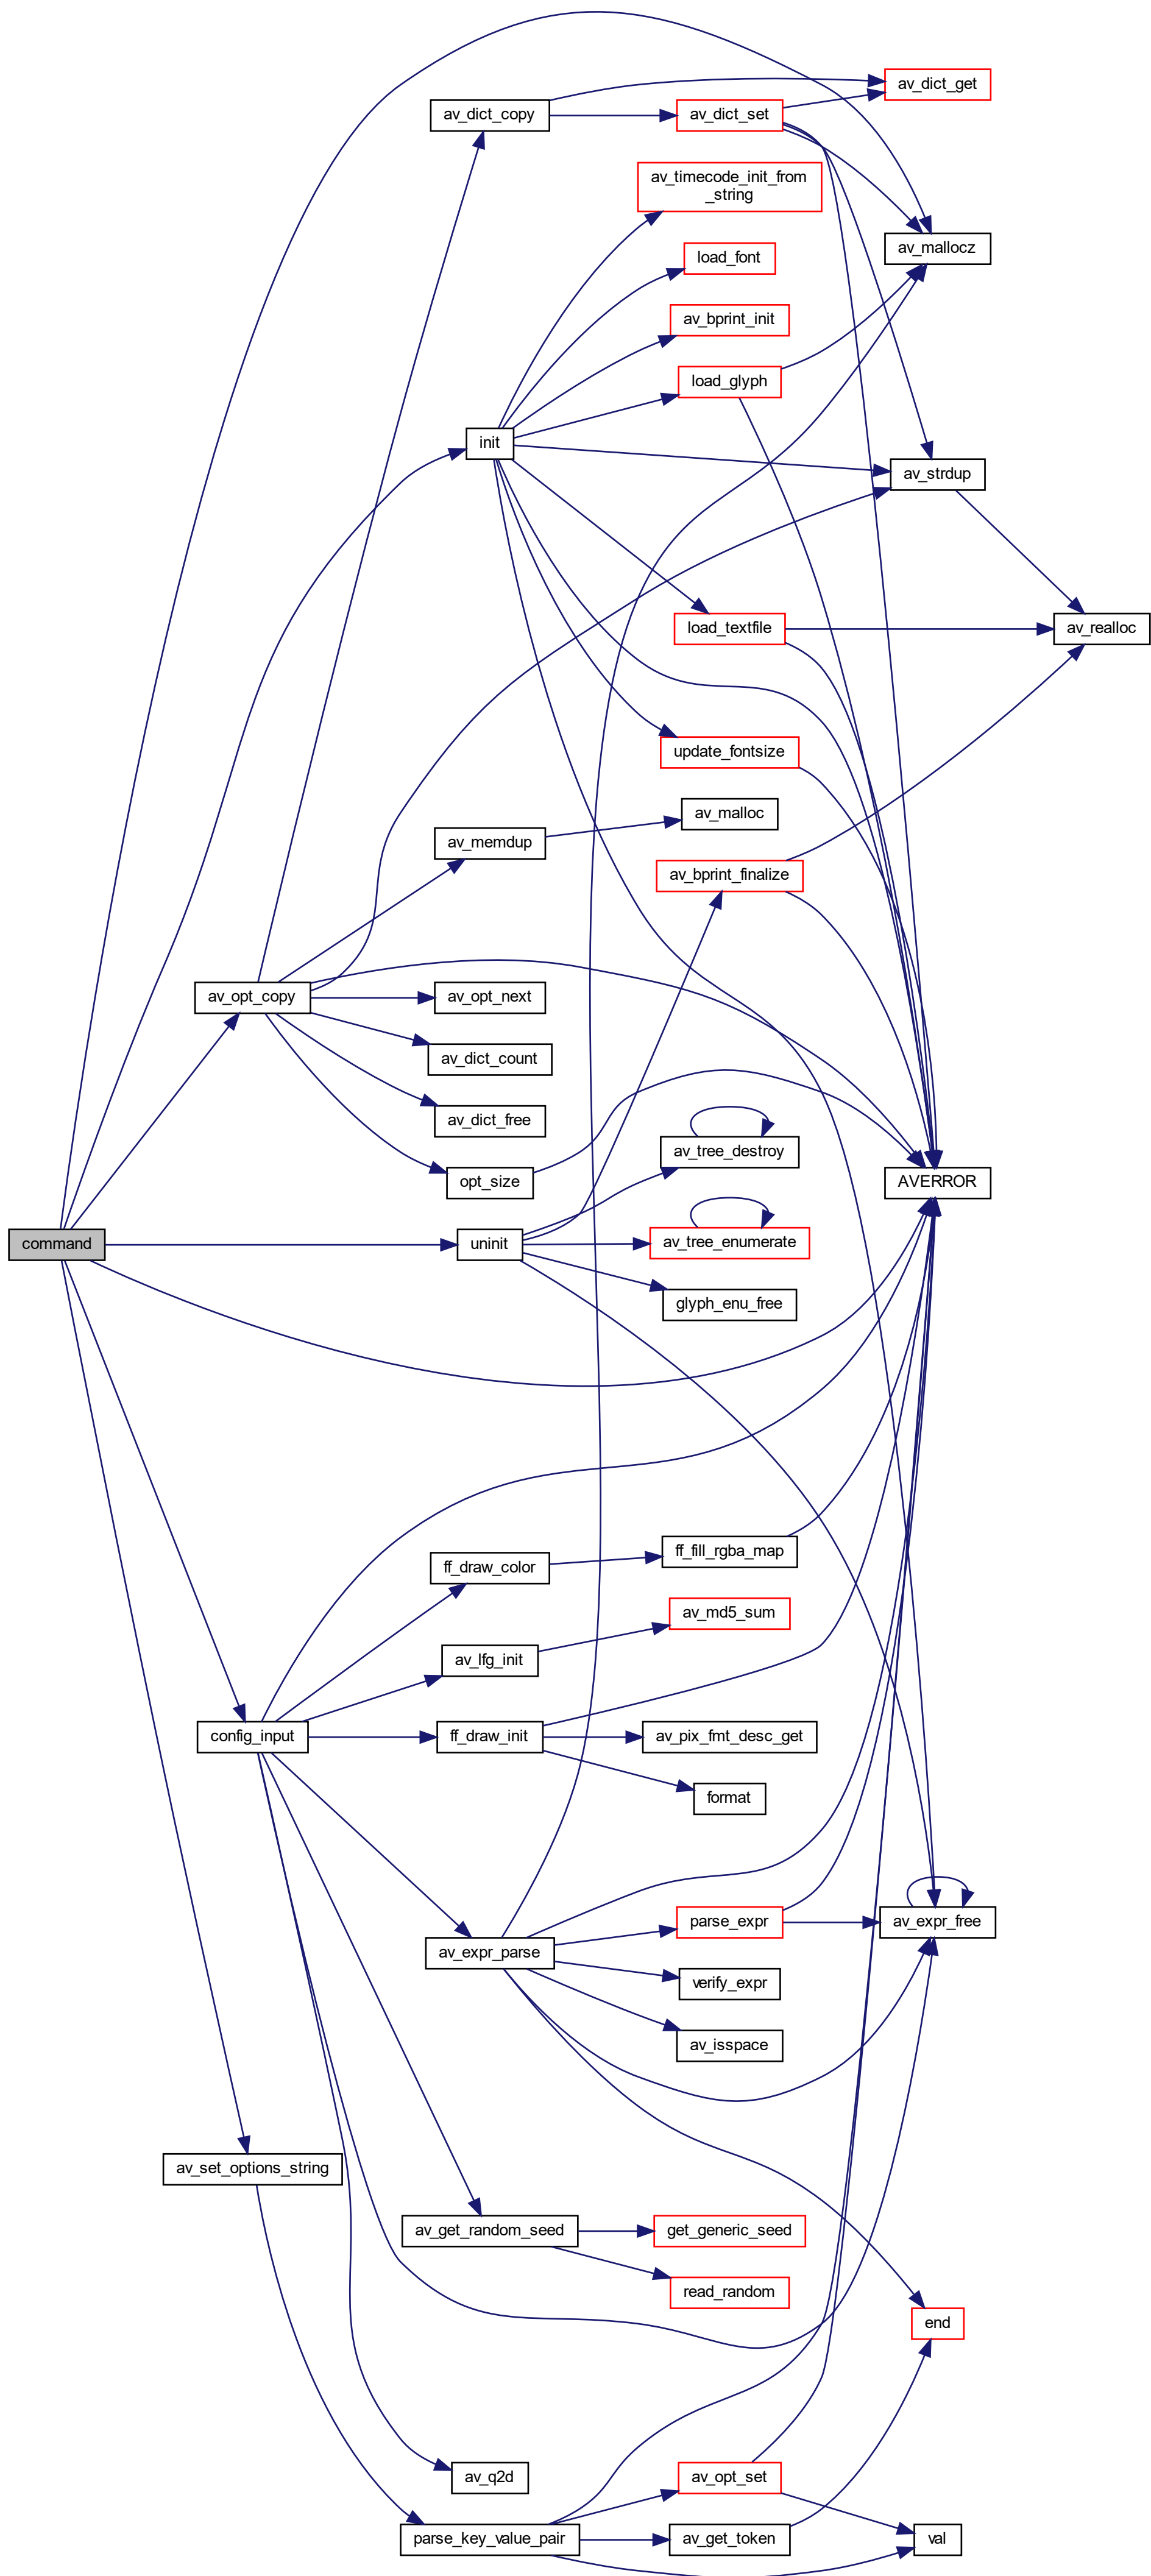 av_dict_get
av_dict_copy
av_dict_set
av_timecode_init_from
_string
av_mallocz
load_font
av_bprint_init
load_glyph
init
av_strdup
load_textfile
av_realloc
update_fontsize
av_malloc
av_memdup
av_bprint_finalize
av_opt_copy
av_opt_next
av_dict_count
av_dict_free
av_tree_destroy
opt_size
AVERROR
command
uninit
av_tree_enumerate
glyph_enu_free
ff_fill_rgba_map
ff_draw_color
av_md5_sum
av_lfg_init
config_input
ff_draw_init
av_pix_fmt_desc_get
format
parse_expr
av_expr_free
av_expr_parse
verify_expr
av_isspace
av_set_options_string
av_get_random_seed
get_generic_seed
read_random
end
av_q2d
av_opt_set
parse_key_value_pair
av_get_token
val